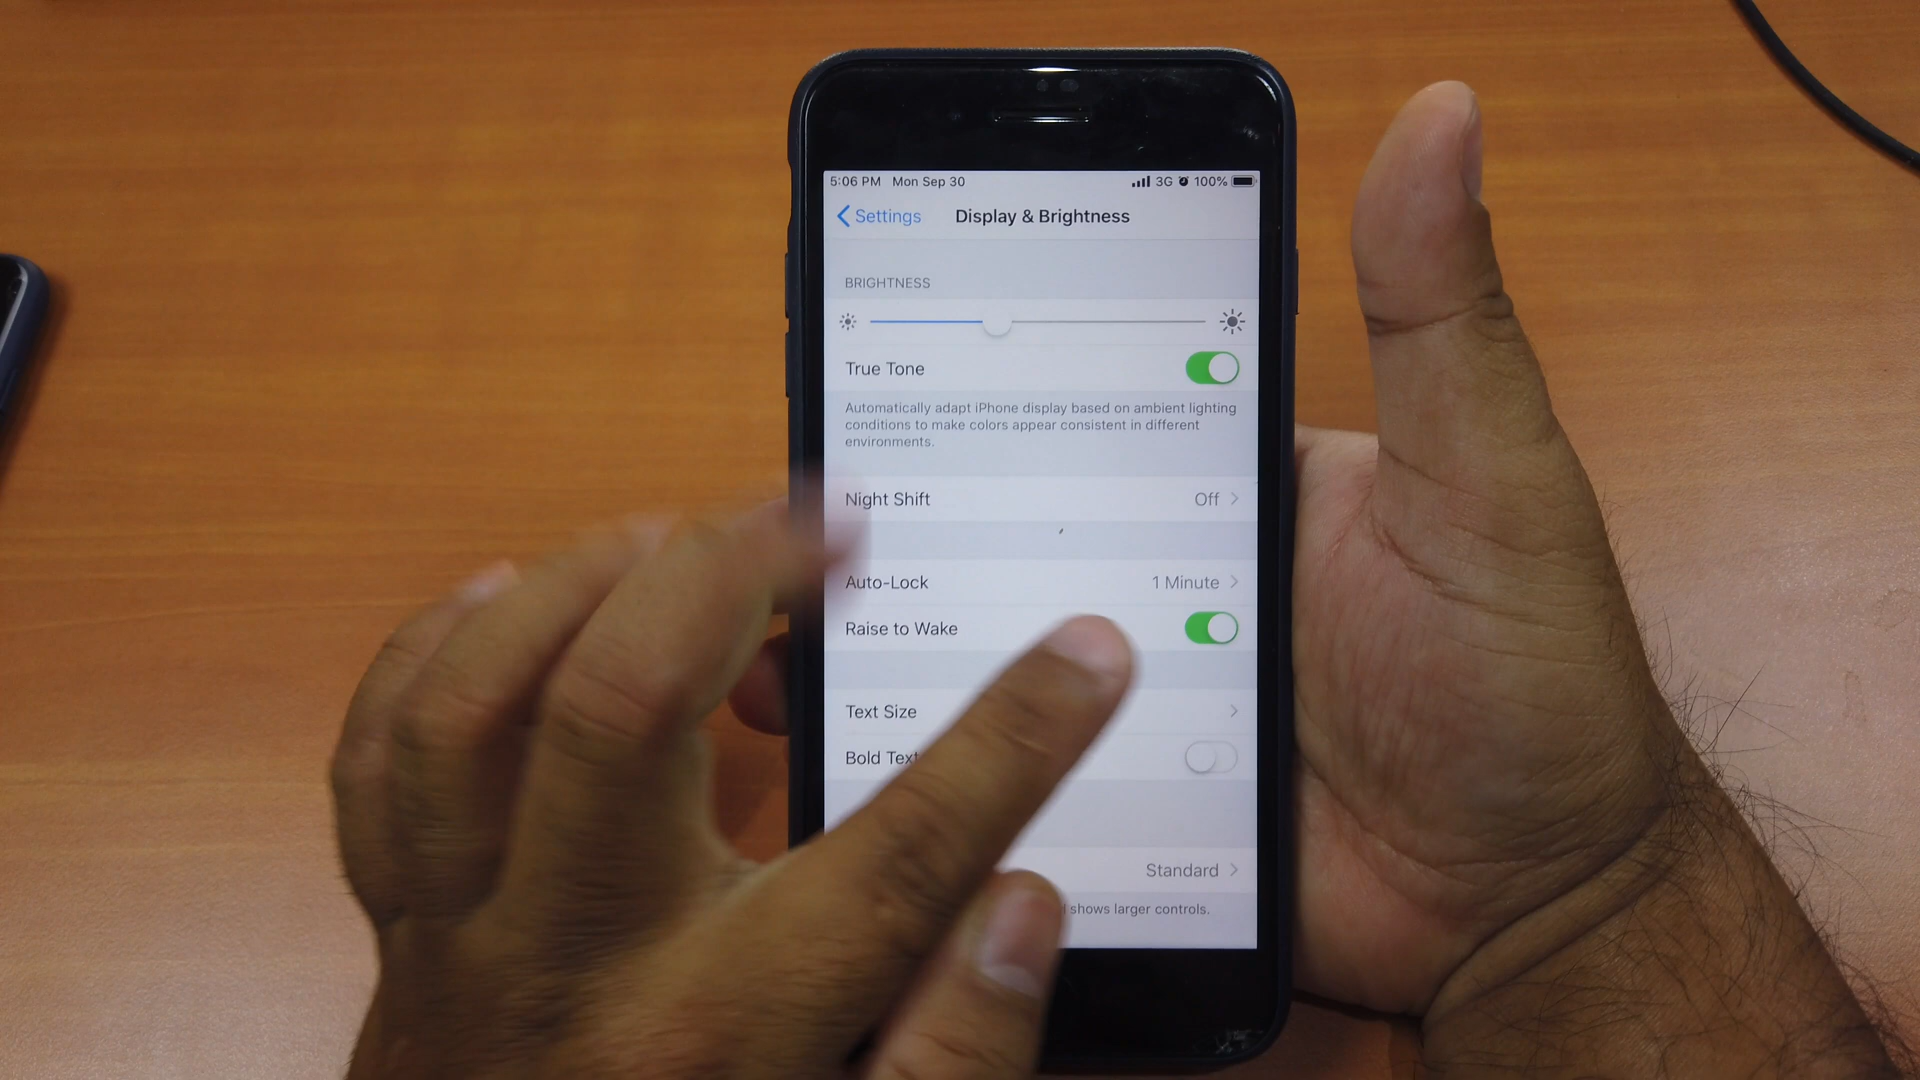 5:06 PM Mon Sep 30 3G 100%
Settings Display & Brightness
BRIGHTNESS
True Tone
Automatically adapt iPhone display based on ambient lighting
conditions to make colors appear consistent in different
environments.
Night Shift Off
Auto-Lock 1 Minute
Raise to Wake
Text Size
Bold Text
Standard
shows larger controls.